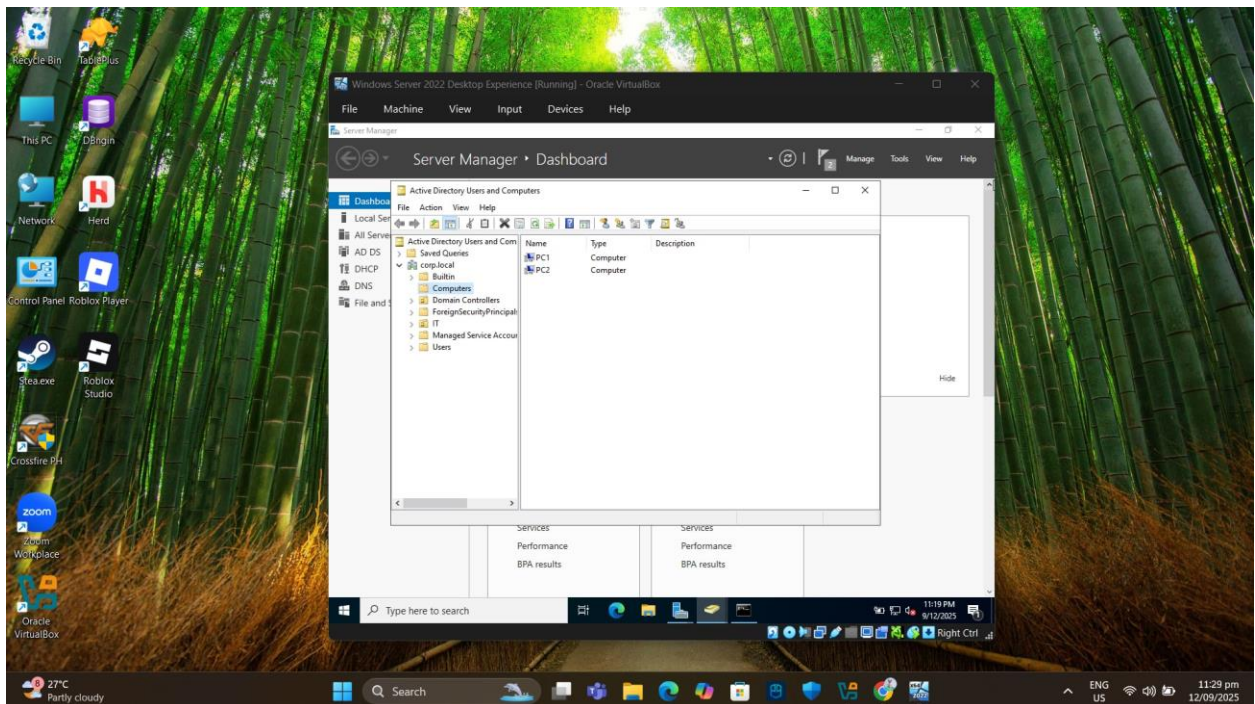 Recycle Bin
TablePlus
This PC
DBngin
Network
Herd
Control Panel
Roblox Player
Stea.exe
Roblox Studio
Crossfire PH
Zoom Workplace
zoom
Oracle VirtualBox
Windows Server 2022 Desktop Experience [Running] - Oracle VirtualBox
File Machine View Input Devices Help
Server Manager
Server Manager • Dashboard
2 Manage Tools View Help
Dashboa
Local Ser
All Serve
AD DS
DHCP
DNS
File and S
Active Directory Users and Computers
File Action View Help
Active Directory Users and Com
Saved Queries
corp.local
Builtin
Computers
Domain Controllers
ForeignSecurityPrincipals
IT
Managed Service Accoun
Users
Name Type Description
PC1 Computer
PC2 Computer
Hide
Services Services
Performance Performance
BPA results BPA results
Type here to search
11:19 PM
9/12/2025
Right Ctrl
8
27°C
Partly cloudy
Search
ENG
US
11:29 pm
12/09/2025